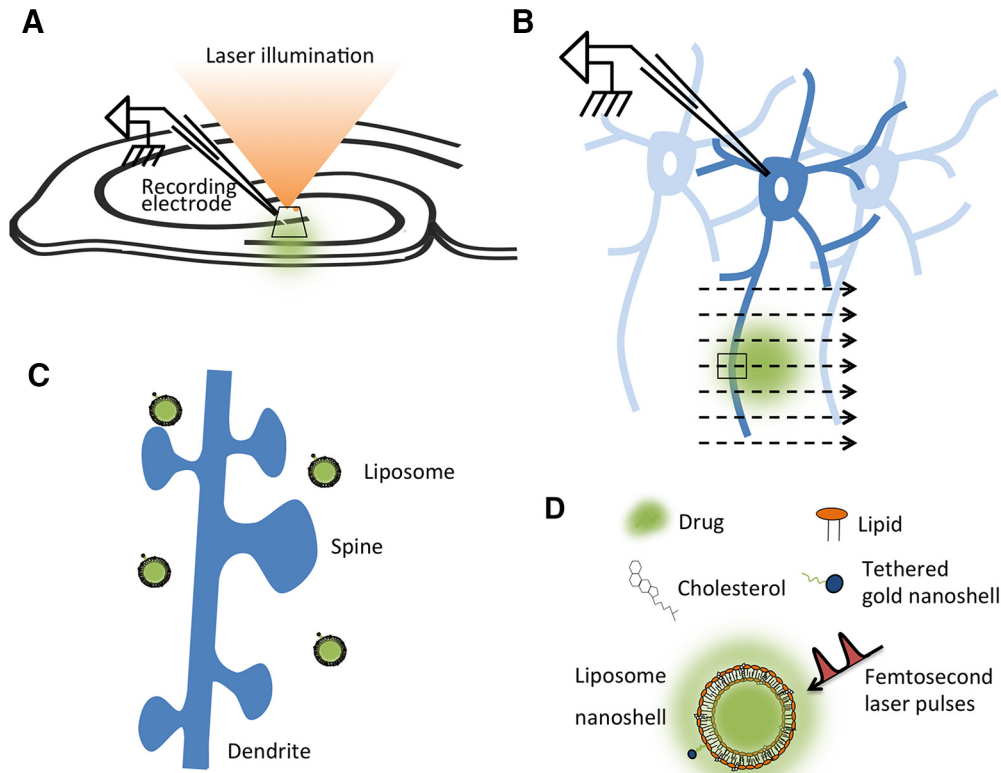 A
Laser illumination
Recording
electrode
B
C
Liposome
Spine
Dendrite
D
Drug
Lipid
Cholesterol
Tethered
gold nanoshell
Liposome
nanoshell
Femtosecond
laser pulses